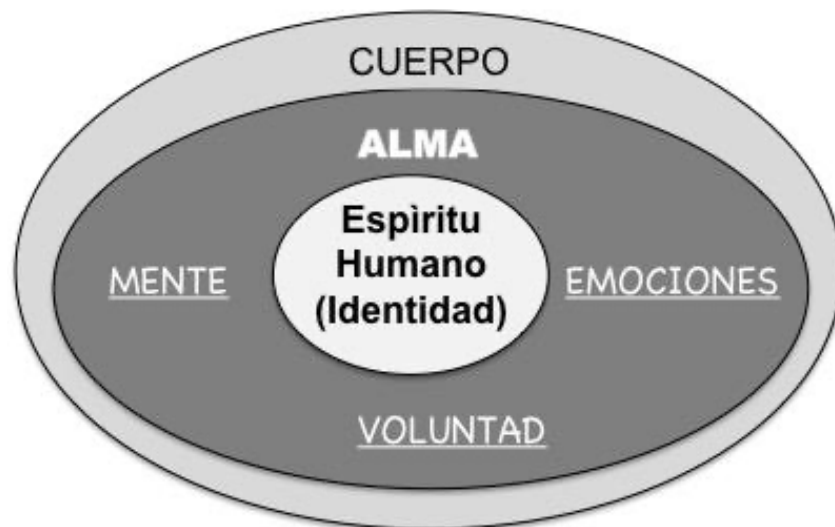 CUERPO
ALMA
Espìritu
Humano
(Identidad)
MENTE
EMOCIONES
VOLUNTAD